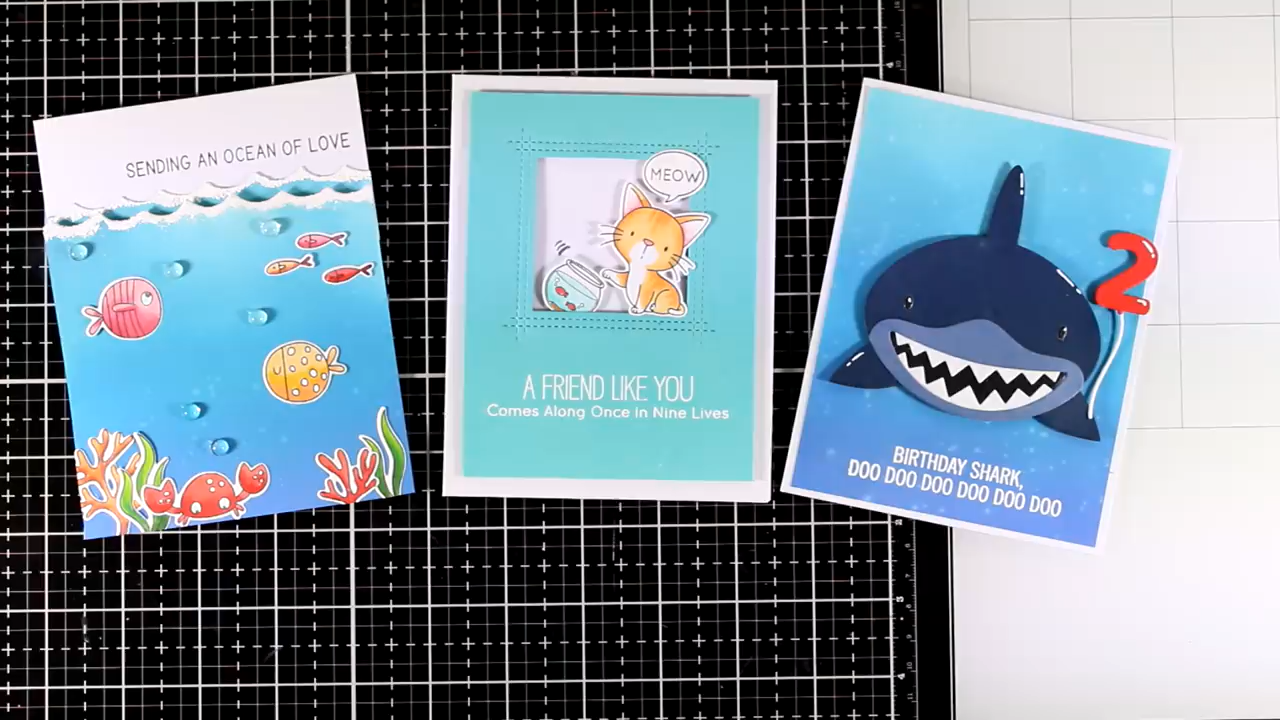 SENDING AN OCEAN OF LOVE
MEOW
A FRIEND LIKE YOU
Comes Along Once In Nine Lives
2
BIRTHDAY SHARK,
DOO DOO DOO DOO DOO DOO